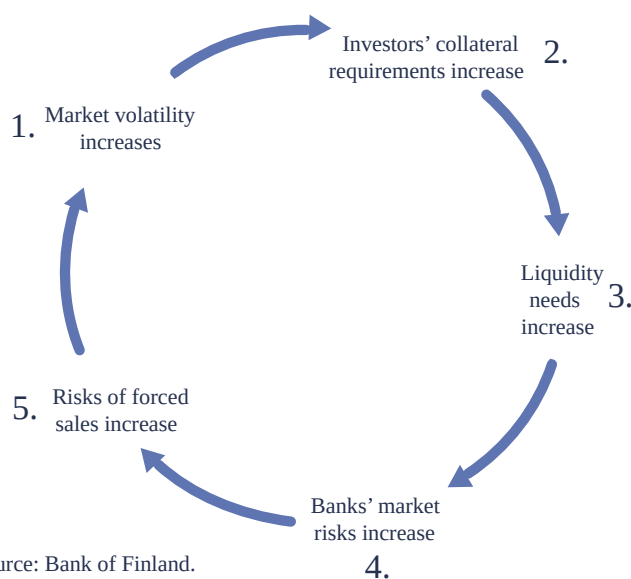 1.
Market volatility
increases
Investors’ collateral
requirements increase
2.
Liquidity
needs
increase
3.
Banks’ market
risks increase
4.
5.
Risks of forced
sales increase
Bank of Finland.